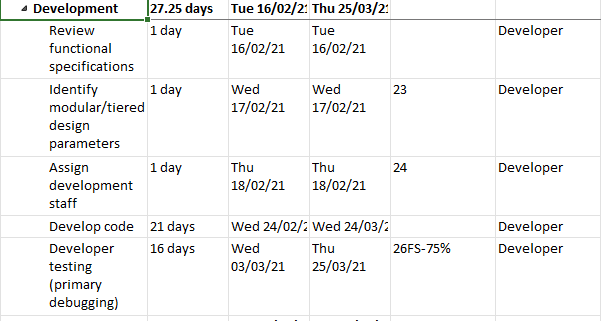 Development 27.25 days Tue 16/02/21 Thu 25/03/21
Review 1 day Tue Tue Developer
functional 16/02/21 16/02/21
specifications
Identify 1 day Wed Wed 23 Developer
modular/tiered 17/02/21 17/02/21
design
parameters
Assign 1 day Thu Thu 24 Developer
development 18/02/21 18/02/21
staff
Develop code 21 days Wed 24/02/2 Wed 24/03/2 Developer
Developer 16 days Wed Thu 26FS-75% Developer
testing 03/03/21 25/03/21
(primary
debugging)